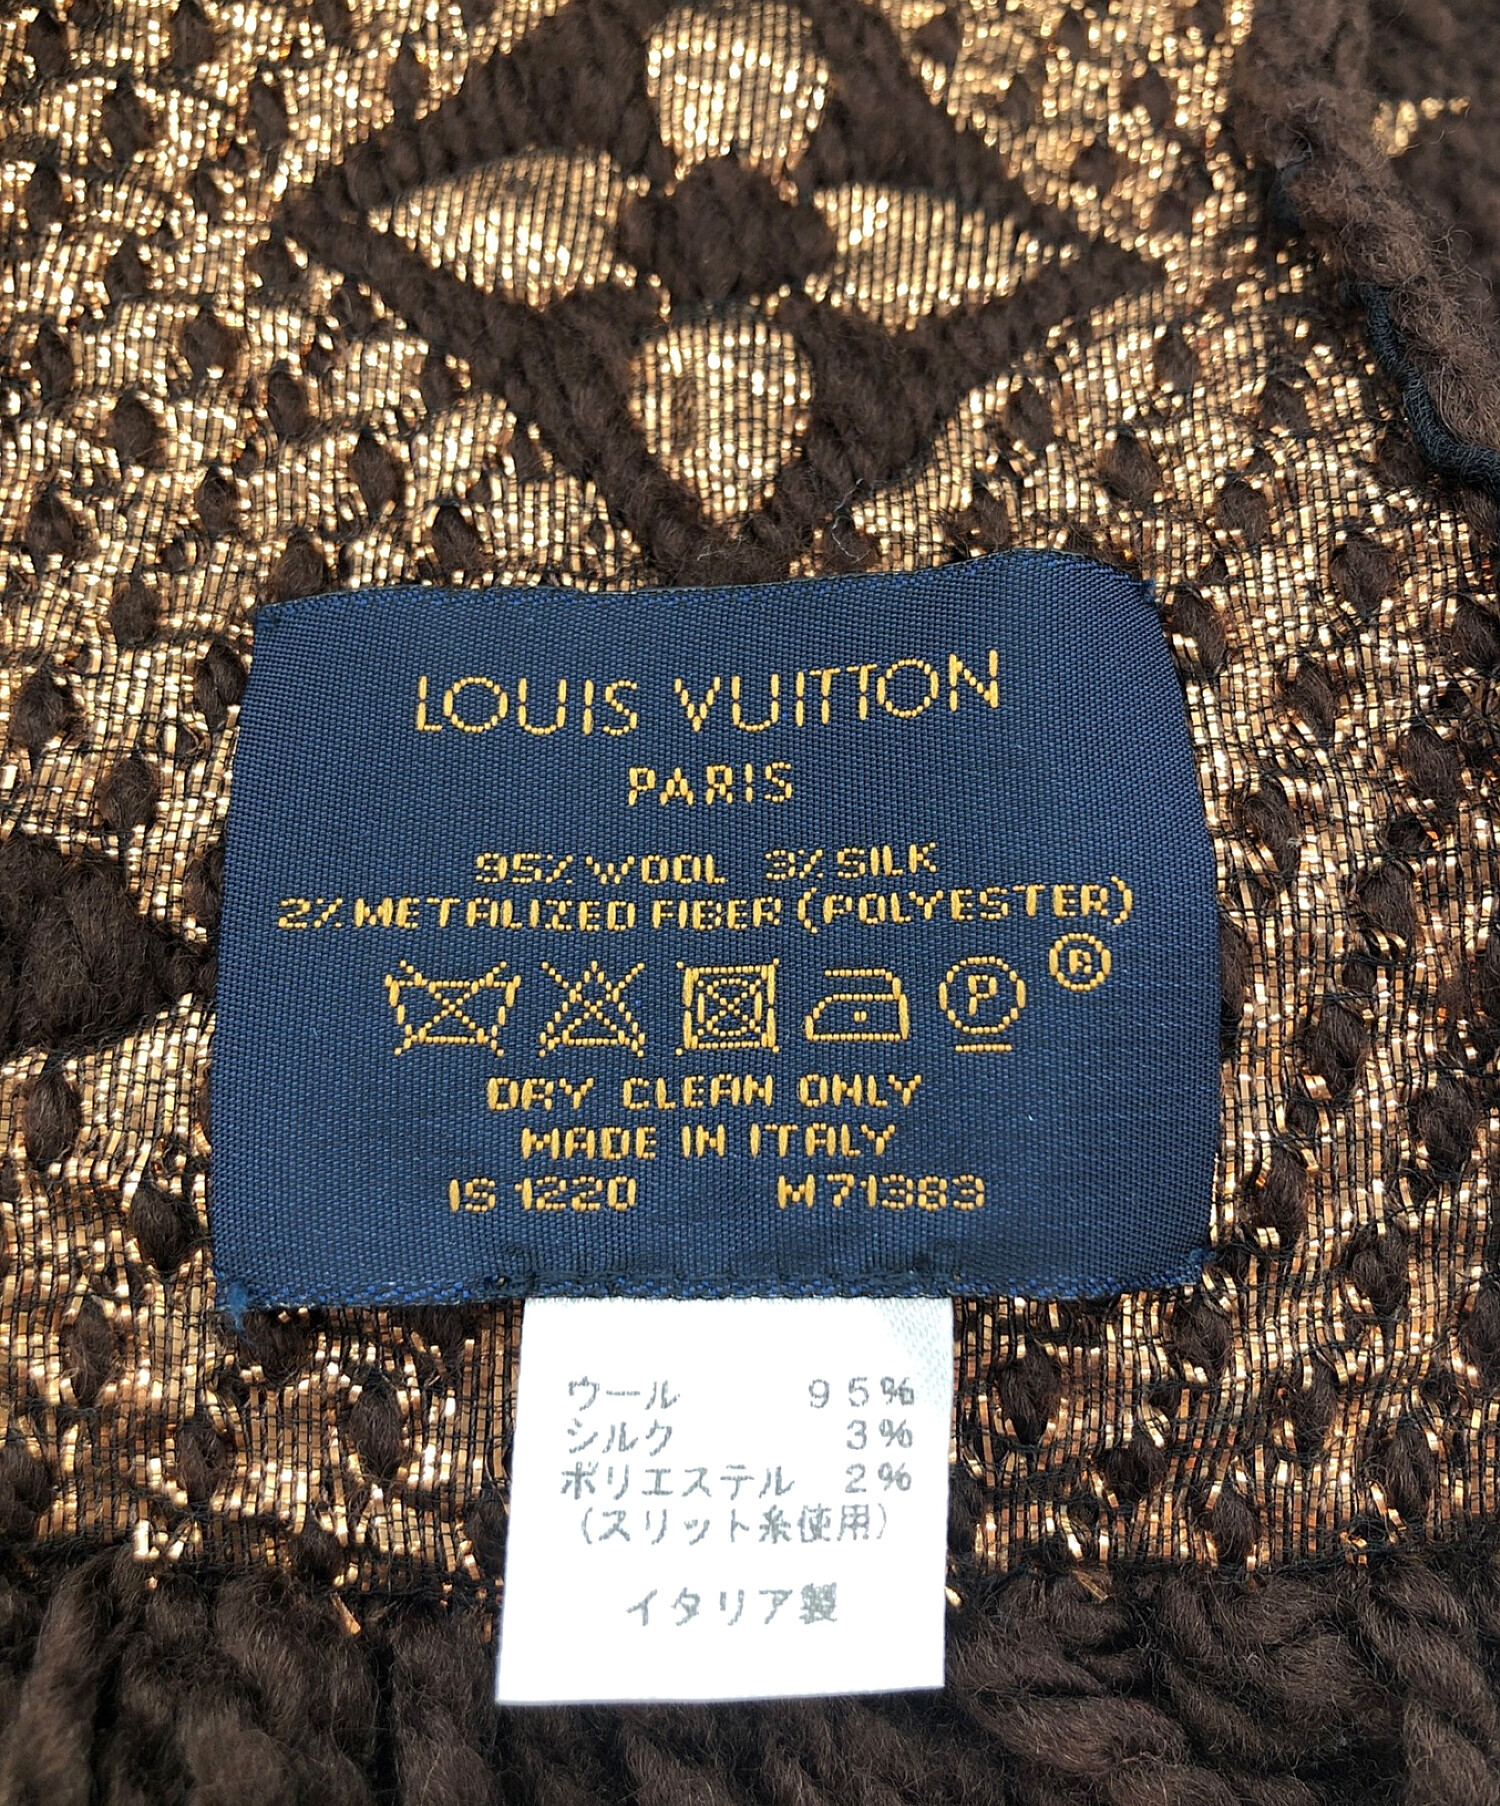 LOUIS VUITTON
PARIS
95% WOOL 3% SILK
2% METALIZED FIBER (POLYESTER)
P ®
DRY CLEAN ONLY
MADE IN ITALY
IS 1220 M71383
ウール 95%
シルク 3%
ポリエステル 2%
(スリット糸使用)
イタリア製